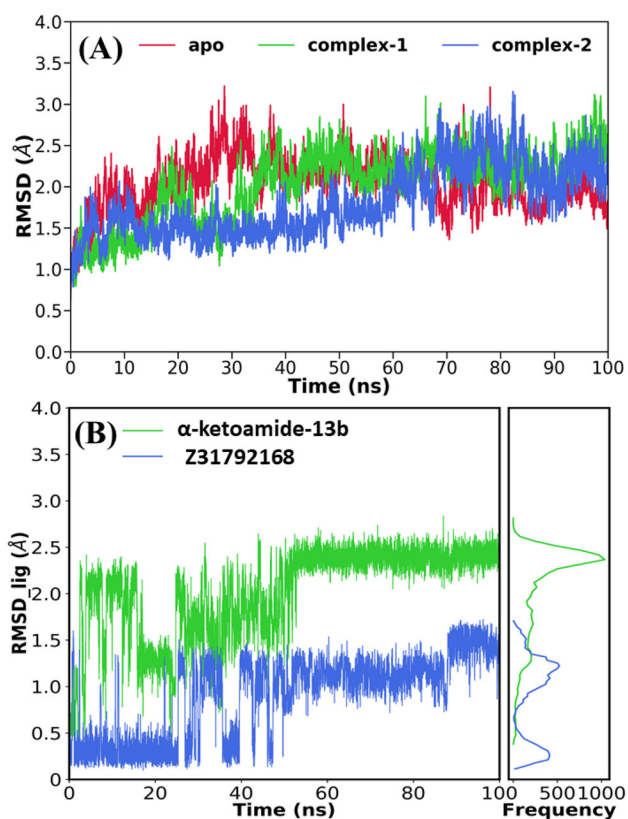 (A)
apo
complex-1
complex-2
4.0
3.5
3.0
2.5
2.0
1.5
1.0
0.5
0.0
RMSD (Å)
0 10 20 30 40 50 60 70 80 90 100
Time (ns)
(B)
α-ketoamide-13b
Z31792168
4.0
3.5
3.0
2.5
2.0
1.5
1.0
0.5
0
RMSD_lig (Å)
0 20 40 60 80 100
Time (ns)
0 500 1000
Frequency